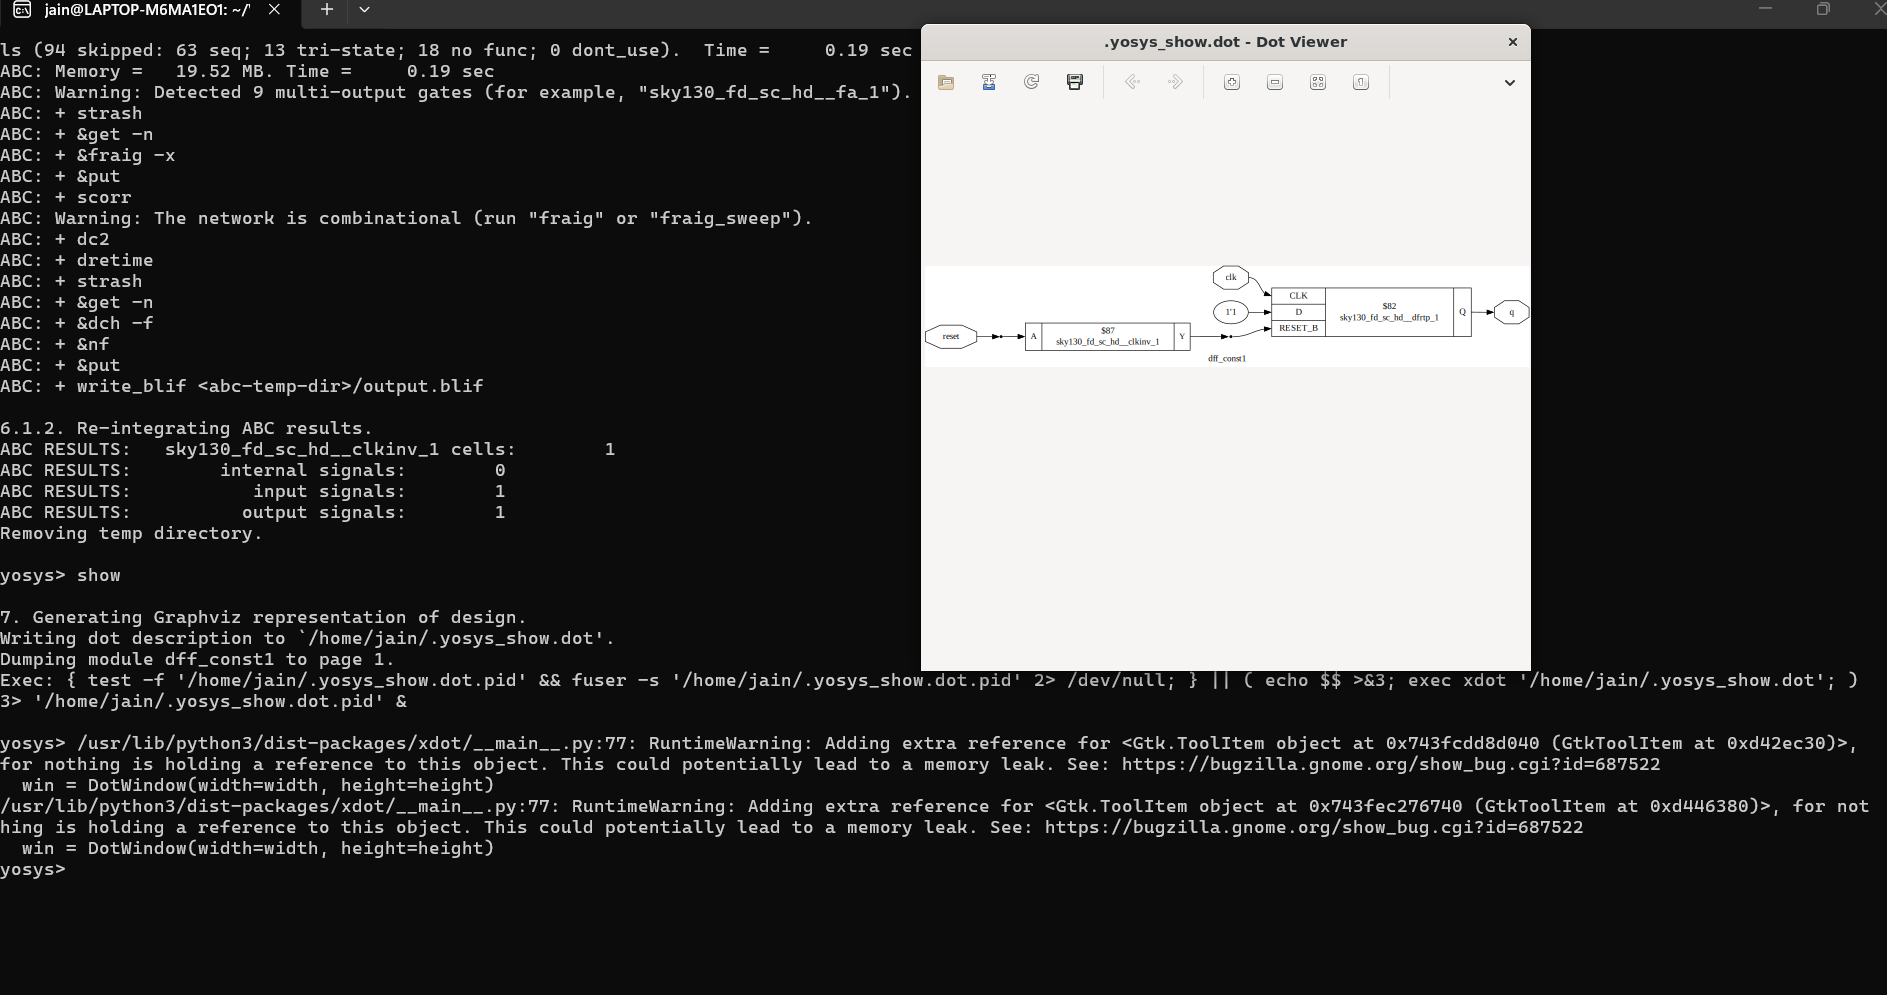 jain@LAPTOP-M6MA1EO1: ~/
ls (94 skipped: 63 seq; 13 tri-state; 18 no func; 0 dont_use).  Time =     0.19 sec
ABC: Memory =   19.52 MB. Time =     0.19 sec
ABC: Warning: Detected 9 multi-output gates (for example, "sky130_fd_sc_hd__fa_1").
ABC: + strash
ABC: + &get -n
ABC: + &fraig -x
ABC: + &put
ABC: + scorr
ABC: Warning: The network is combinational (run "fraig" or "fraig_sweep").
ABC: + dc2
ABC: + dretime
ABC: + strash
ABC: + &get -n
ABC: + &dch -f
ABC: + &nf
ABC: + &put
ABC: + write_blif <abc-temp-dir>/output.blif
6.1.2. Re-integrating ABC results.
ABC RESULTS:   sky130_fd_sc_hd__clkinv_1 cells:        1
ABC RESULTS:        internal signals:        0
ABC RESULTS:           input signals:        1
ABC RESULTS:          output signals:        1
Removing temp directory.
yosys> show
7. Generating Graphviz representation of design.
Writing dot description to `/home/jain/.yosys_show.dot'.
Dumping module dff_const1 to page 1.
Exec: { test -f '/home/jain/.yosys_show.dot.pid' && fuser -s '/home/jain/.yosys_show.dot.pid' 2> /dev/null; } || ( echo $$ >&3; exec xdot '/home/jain/.yosys_show.dot'; )
3> '/home/jain/.yosys_show.dot.pid' &
yosys> /usr/lib/python3/dist-packages/xdot/__main__.py:77: RuntimeWarning: Adding extra reference for <Gtk.ToolItem object at 0x743fcdd8d040 (GtkToolItem at 0xd42ec30)>,
for nothing is holding a reference to this object. This could potentially lead to a memory leak. See: https://bugzilla.gnome.org/show_bug.cgi?id=687522
  win = DotWindow(width=width, height=height)
/usr/lib/python3/dist-packages/xdot/__main__.py:77: RuntimeWarning: Adding extra reference for <Gtk.ToolItem object at 0x743fec276740 (GtkToolItem at 0xd446380)>, for not
hing is holding a reference to this object. This could potentially lead to a memory leak. See: https://bugzilla.gnome.org/show_bug.cgi?id=687522
  win = DotWindow(width=width, height=height)
yosys>
.yosys_show.dot - Dot Viewer
clk
1'1
reset
A
$87
sky130_fd_sc_hd__clkinv_1
Y
CLK
D
RESET_B
$82
sky130_fd_sc_hd__dfrtp_1
Q
q
dff_const1